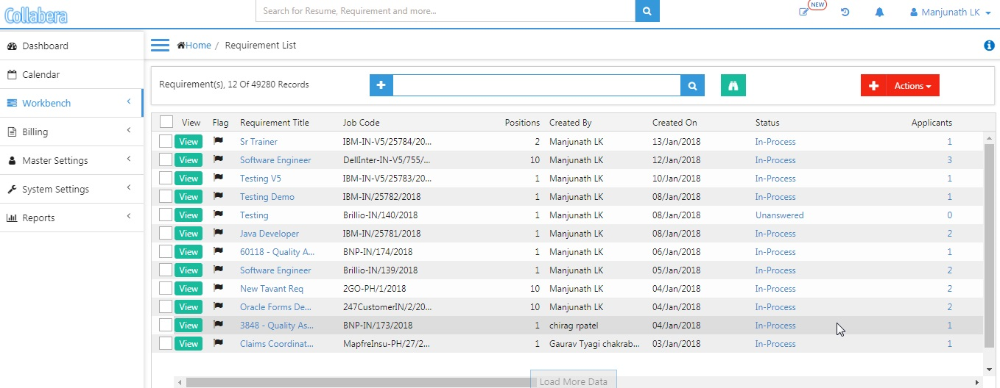 Collabera
Search for Resume, Requirement and more...
NEW
Manjunath LK
Dashboard
Calendar
Workbench
Billing
Master Settings
System Settings
Reports
Home / Requirement List
Requirement(s), 12 Of 49280 Records
Actions
View Flag Requirement Title Job Code Positions Created By Created On Status Applicants
View Sr Trainer IBM-IN-V5/25784/20... 2 Manjunath LK 13/Jan/2018 In-Process 1
View Software Engineer DellInter-IN-V5/755/... 10 Manjunath LK 12/Jan/2018 In-Process 3
View Testing V5 IBM-IN-V5/25783/20... 1 Manjunath LK 10/Jan/2018 In-Process 1
View Testing Demo IBM-IN/25782/2018 1 Manjunath LK 08/Jan/2018 In-Process 1
View Testing Brillio-IN/140/2018 1 Manjunath LK 08/Jan/2018 Unanswered 0
View Java Developer IBM-IN/25781/2018 1 Manjunath LK 08/Jan/2018 In-Process 2
View 60118 - Quality A... BNP-IN/174/2018 1 Manjunath LK 06/Jan/2018 In-Process 1
View Software Engineer Brillio-IN/139/2018 1 Manjunath LK 05/Jan/2018 In-Process 2
View New Tavant Req 2GO-PH/1/2018 10 Manjunath LK 04/Jan/2018 In-Process 2
View Oracle Forms De... 247CustomerIN/2/20... 10 Manjunath LK 04/Jan/2018 In-Process 2
View 3848 - Quality As... BNP-IN/173/2018 1 chirag rpatel 04/Jan/2018 In-Process 1
View Claims Coordinat... MapfreInsu-PH/27/2... 1 Gaurav Tyagi chakrab... 03/Jan/2018 In-Process 1
Load More Data